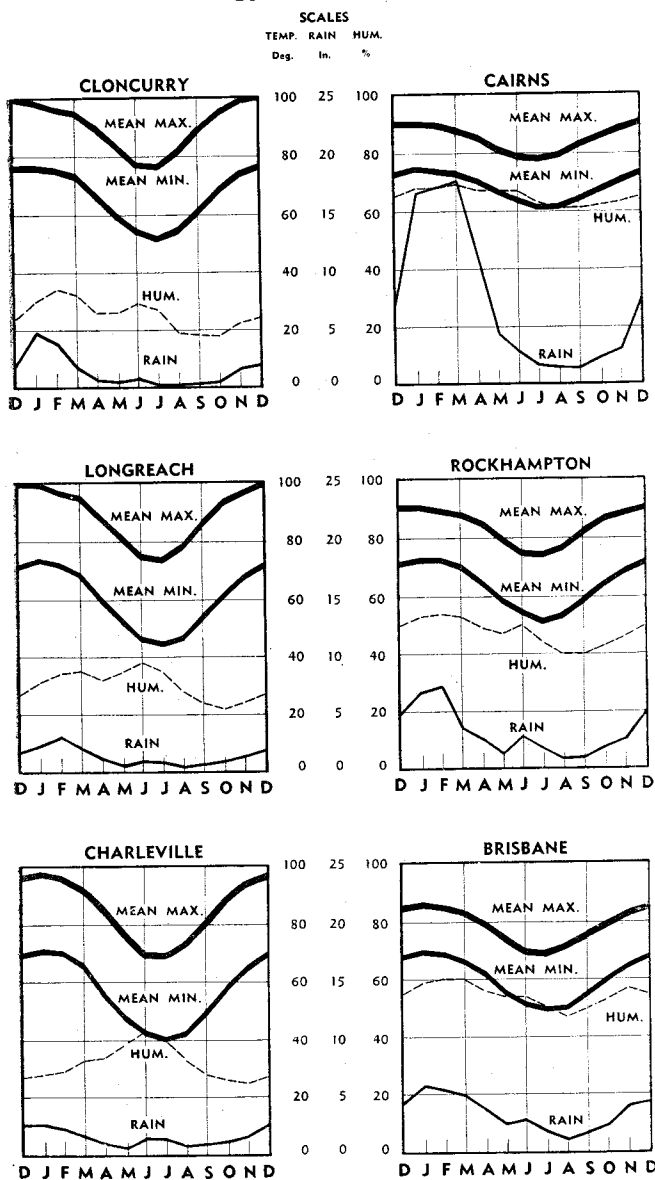 SCALES
TEMP. RAIN HUM.
Deg. In. %
CLONCURRY
MEAN MAX.
MEAN MIN.
HUM.
RAIN
D J F M A M J J A S O N D
100 25 100
80 20 80
60 15 60
40 10 40
20 5 20
0 0 0
CAIRNS
MEAN MAX.
MEAN MIN.
HUM.
RAIN
D J F M A M J J A S O N D
LONGREACH
MEAN MAX.
MEAN MIN.
HUM.
RAIN
D J F M A M J J A S O N D
100 25 100
80 20 80
60 15 60
40 10 40
20 5 20
0 0 0
ROCKHAMPTON
MEAN MAX.
MEAN MIN.
HUM.
RAIN
D J F M A M J J A S O N D
CHARLEVILLE
MEAN MAX.
MEAN MIN.
HUM.
RAIN
D J F M A M J J A S O N D
100 25 100
80 20 80
60 15 60
40 10 40
20 5 20
0 0 0
BRISBANE
MEAN MAX.
MEAN MIN.
HUM.
RAIN
D J F M A M J J A S O N D